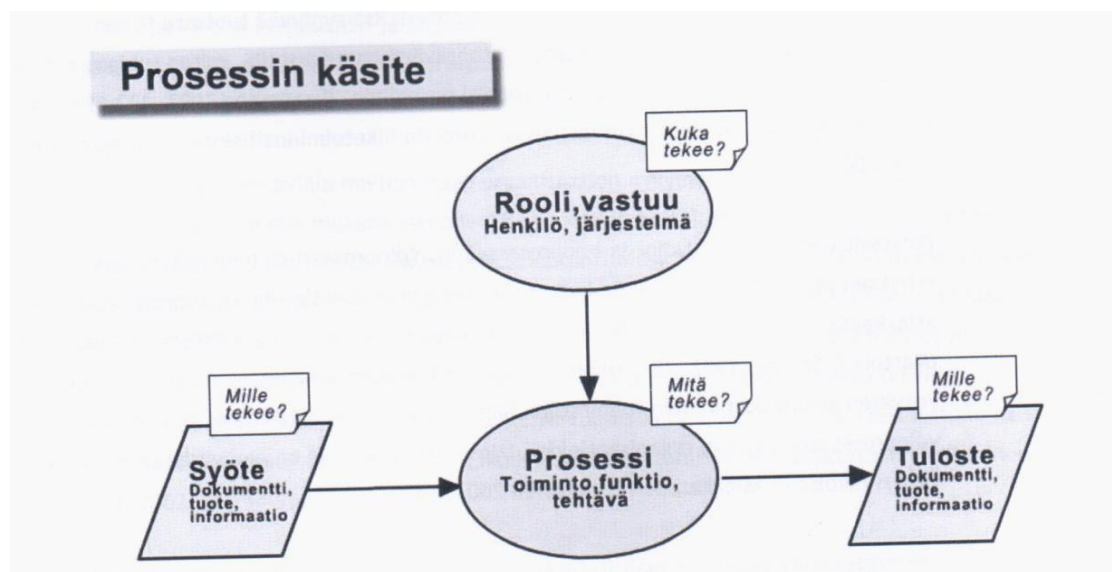 Prosessin käsite
Kuka
tekee?
Rooli,vastuu
Henkilö, järjestelmä
Mille
tekee?
Syöte
Dokumentti,
tuote,
informaatio
Mitä
tekee?
Prosessi
Toiminto,funktio,
tehtävä
Mille
tekee?
Tuloste
Dokumentti,
tuote,
informaatio